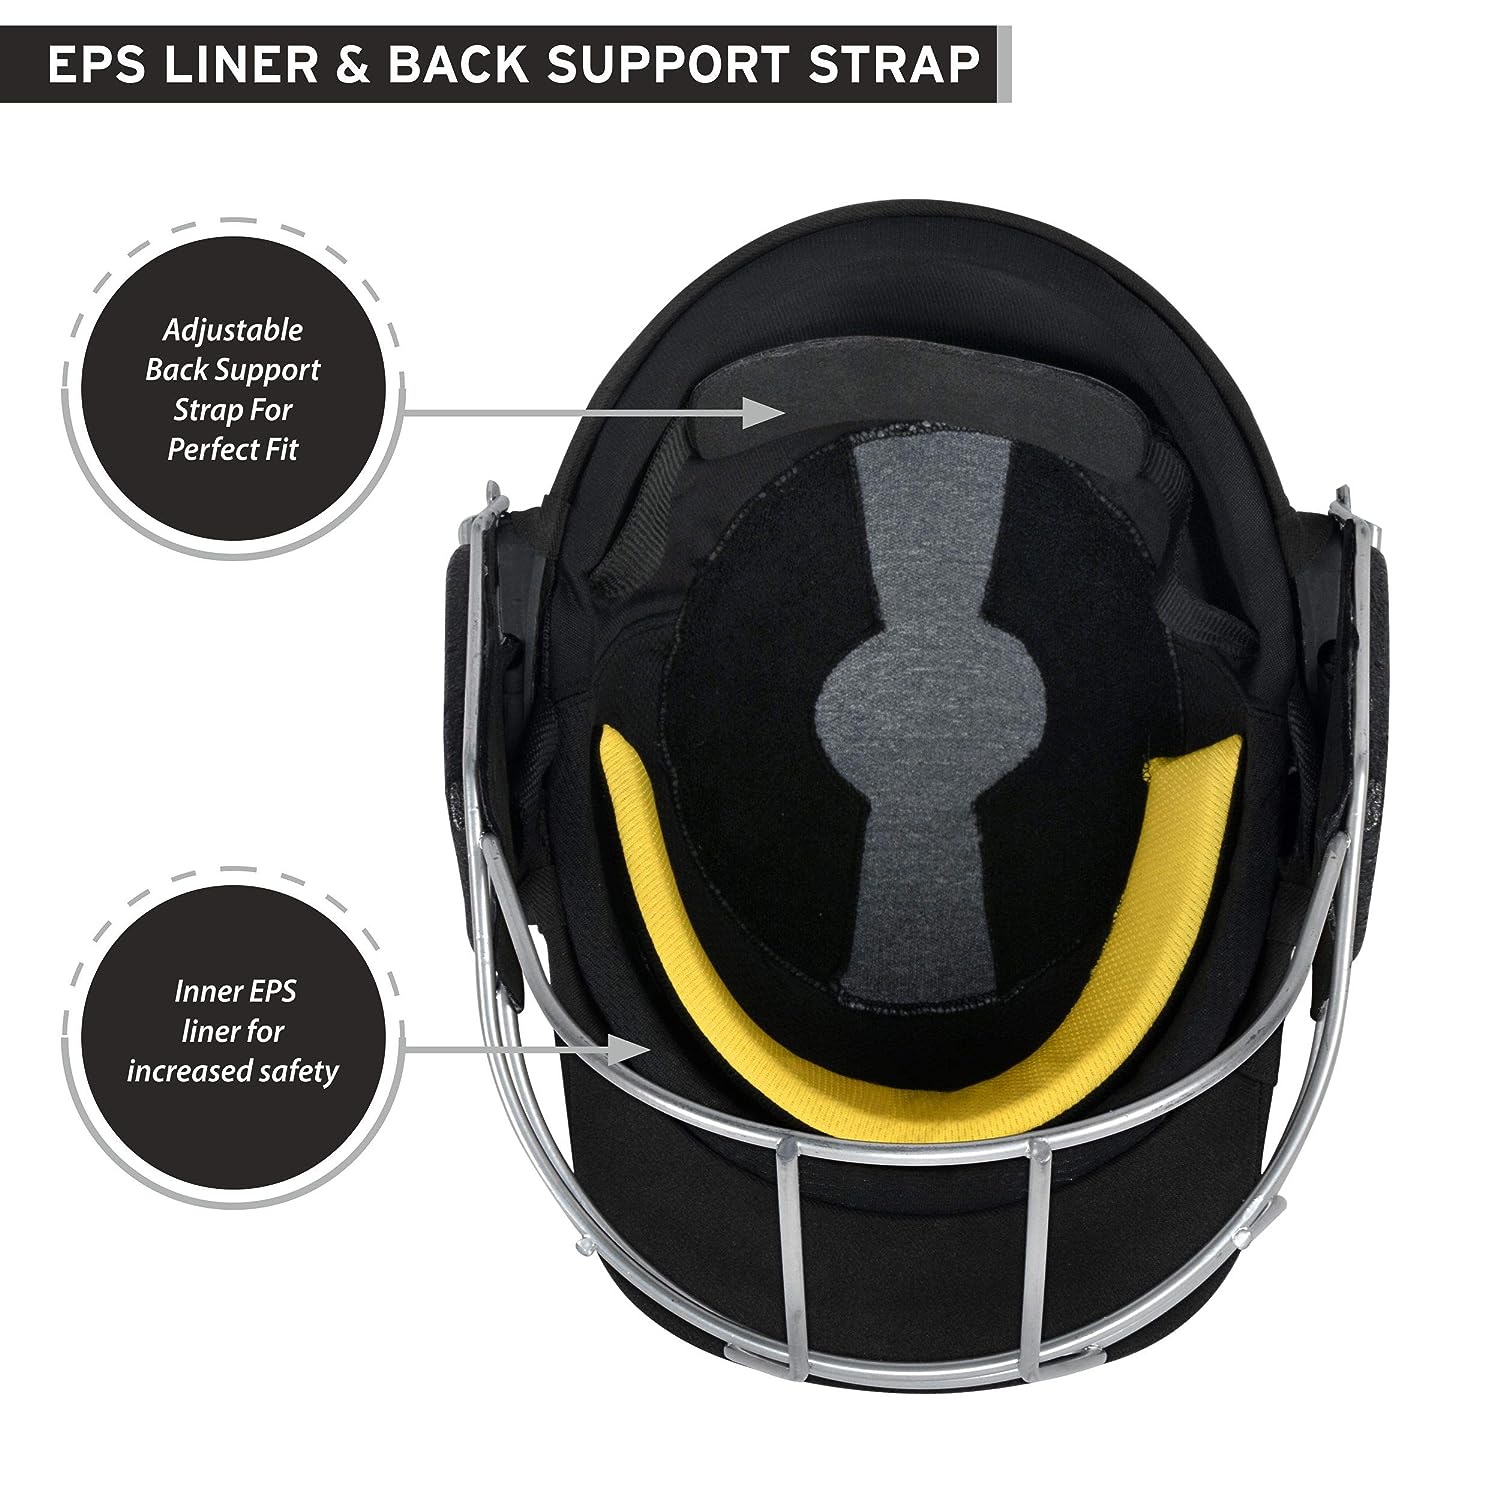 EPS LINER & BACK SUPPORT STRAP
Adjustable
Back Support
Strap For
Perfect Fit
Inner EPS
liner for
increased safety